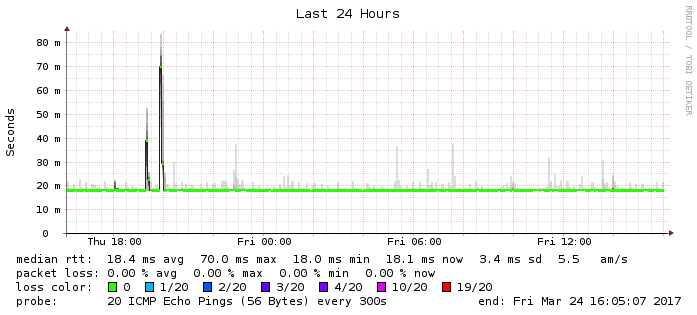 Last 24 Hours
RRDTOOL / TOBI OETIKER
Seconds
80 m
70 m
60 m
50 m
40 m
30 m
20 m
10 m
0
Thu 18:00 Fri 00:00 Fri 06:00 Fri 12:00
median rtt: 18.4 ms avg 70.0 ms max 18.0 ms min 18.1 ms now 3.4 ms sd 5.5 am/s
packet loss: 0.00 % avg 0.00 % max 0.00 % min 0.00 % now
loss color: 0 1/20 2/20 3/20 4/20 10/20 19/20
probe: 20 ICMP Echo Pings (56 Bytes) every 300s end: Fri Mar 24 16:05:07 2017